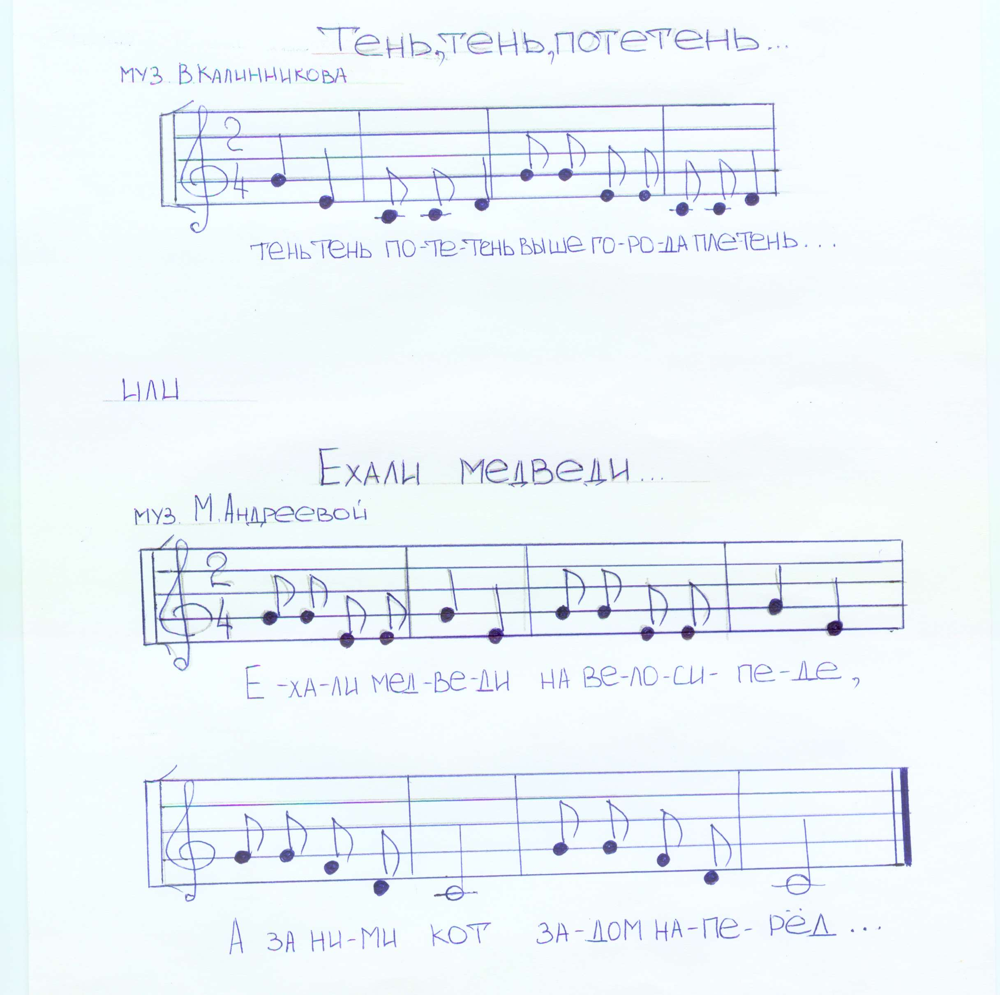 Тень, тень, потетень...
муз. В. Калинникова
2
4
тень тень по-те-тень выше го-ро-да плетень...
или
Ехали медведи...
муз. М. Андреевой
2
4
Е-ха-ли мед-ве-ди на ве-ло-си-пе-де,
А за ни-ми кот за-дом на-пе-рёд...